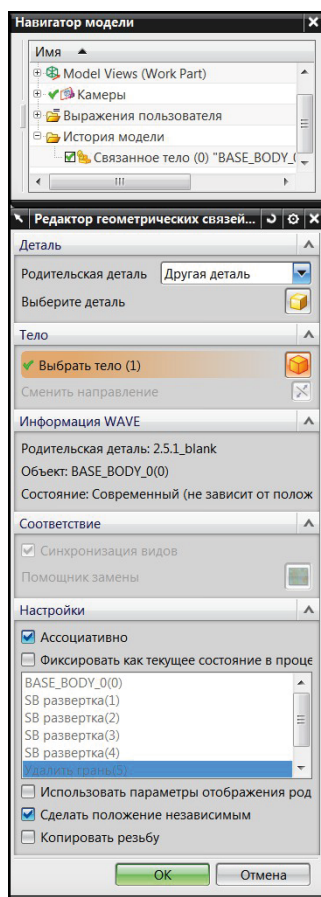 Навигатор модели
Имя
Model Views (Work Part)
Камеры
Выражения пользователя
История модели
Связанное тело (0) "BASE_BODY_(
Редактор геометрических связей...
Деталь
Родительская деталь Другая деталь
Выберите деталь
Тело
Выбрать тело (1)
Сменить направление
Информация WAVE
Родительская деталь: 2.5.1_blank
Объект: BASE_BODY_0(0)
Состояние: Современный (не зависит от полож
Соответствие
Синхронизация видов
Помощник замены
Настройки
Ассоциативно
Фиксировать как текущее состояние в проце
BASE_BODY_0(0)
SB развертка(1)
SB развертка(2)
SB развертка(3)
SB развертка(4)
Удалить грань(5)
Использовать параметры отображения род
Сделать положение независимым
Копировать резьбу
OK Отмена